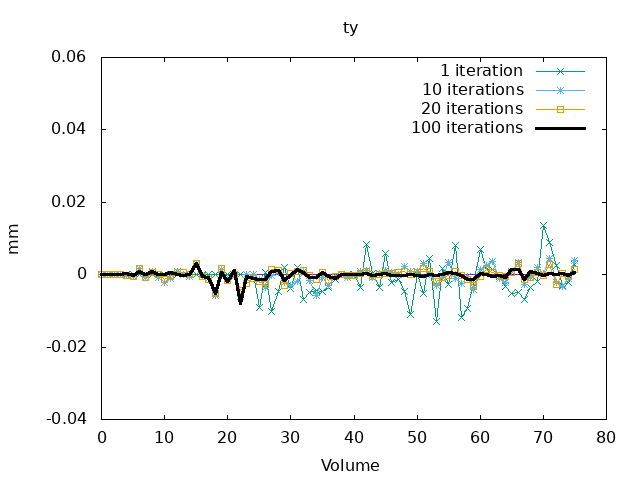 ty
0.06
0.04
0.02
0
-0.02
-0.04
mm
1 iteration
10 iterations
20 iterations
100 iterations
0 10 20 30 40 50 60 70 80
Volume